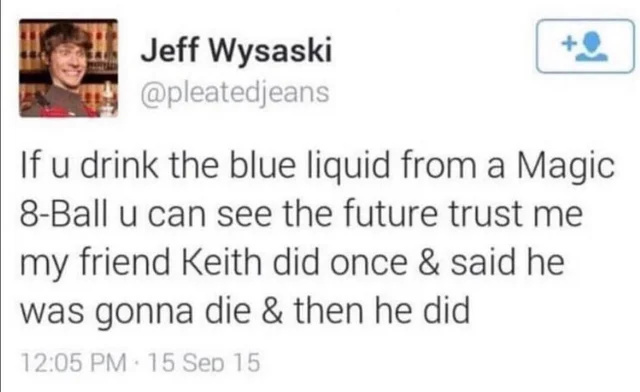 Jeff Wysaski
@pleatedjeans
If u drink the blue liquid from a Magic
8-Ball u can see the future trust me
my friend Keith did once & said he
was gonna die & then he did
12:05 PM · 15 Sep 15